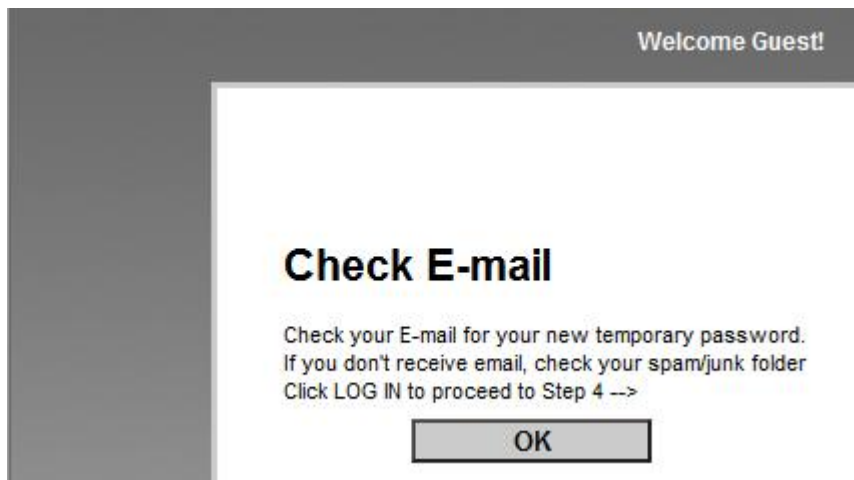 Welcome Guest!
Check E-mail
Check your E-mail for your new temporary password.
If you don't receive email, check your spam/junk folder
Click LOG IN to proceed to Step 4 -->
OK